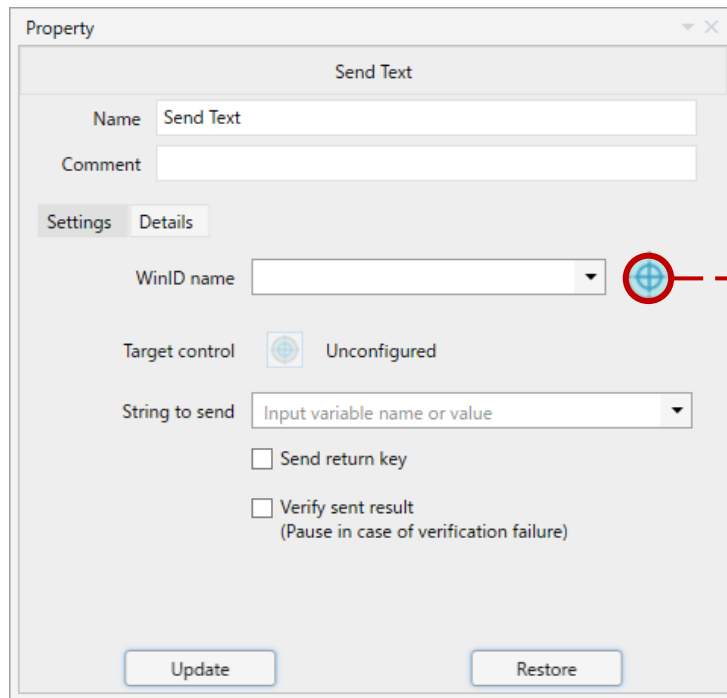 Property
Send Text
Name Send Text
Comment
Settings Details
WinID name
Target control Unconfigured
String to send Input variable name or value
Send return key
Verify sent result
(Pause in case of verification failure)
Update Restore